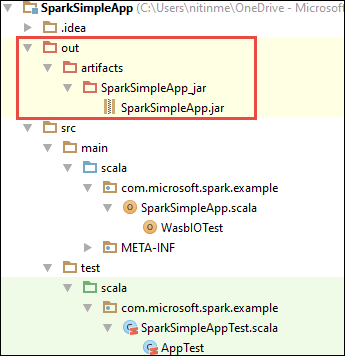 SparkSimpleApp (C:\Users\nitinme\OneDrive - Microsof
.idea
out
artifacts
SparkSimpleApp_jar
SparkSimpleApp.jar
src
main
scala
com.microsoft.spark.example
SparkSimpleApp.scala
WasbIOTest
META-INF
test
scala
com.microsoft.spark.example
SparkSimpleAppTest.scala
AppTest